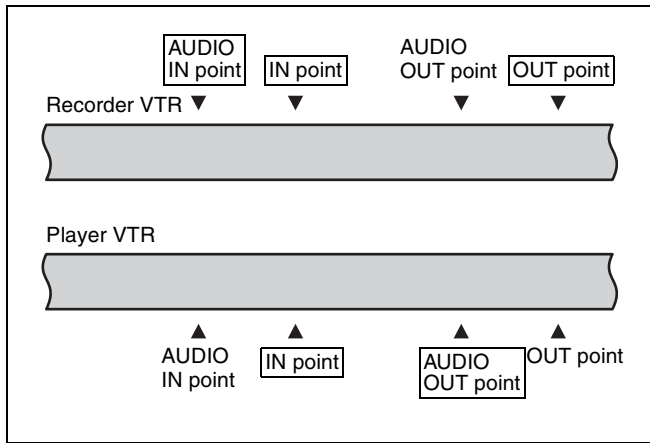 AUDIO
IN point
IN point
AUDIO
OUT point
OUT point
Recorder VTR
Player VTR
AUDIO
IN point
IN point
AUDIO
OUT point
OUT point